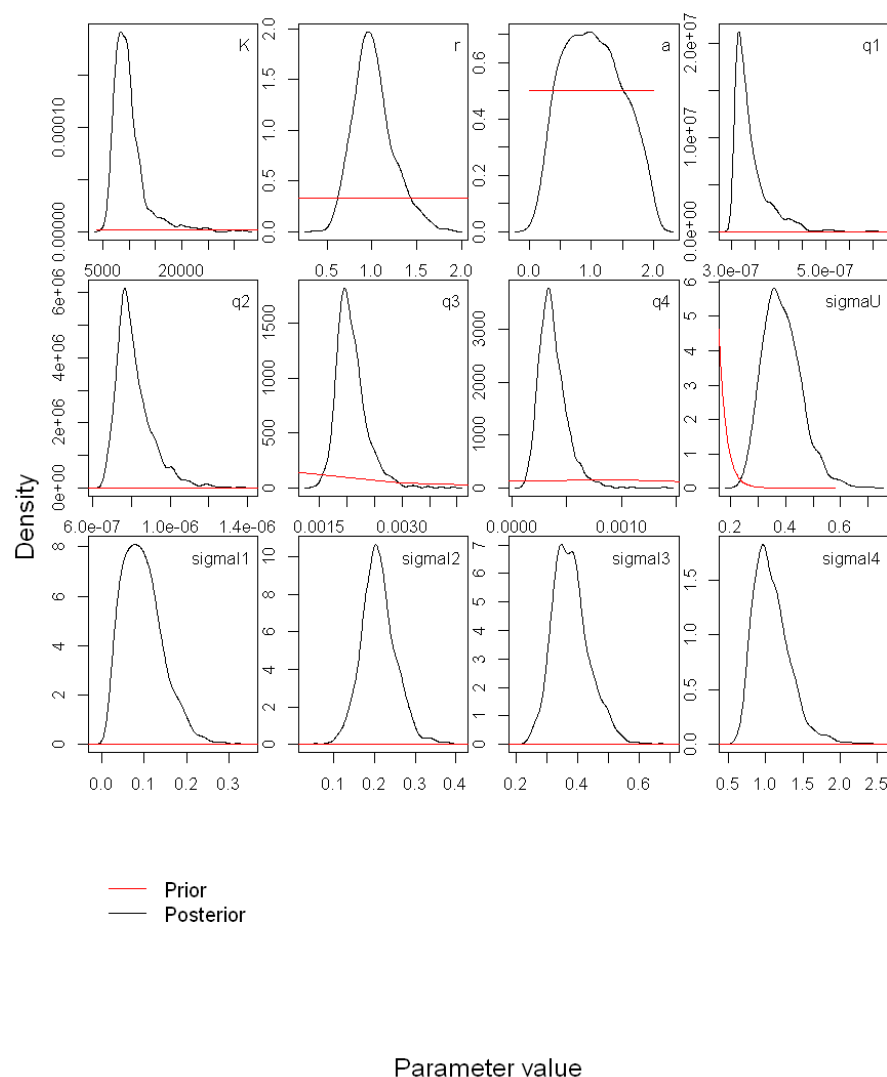 K
0.00000 0.00010
5000 20000
r
0.0 0.5 1.0 1.5 2.0
0.5 1.0 1.5 2.0
a
0.0 0.2 0.4 0.6
0.0 1.0 2.0
q1
0.0e+00 1.0e+07 2.0e+07
3.0e-07 5.0e-07
q2
0e+00 2e+06 4e+06 6e+06
6.0e-07 1.0e-06 1.4e-06
q3
0 500 1000 1500
0.0015 0.0030
q4
0 1000 2000 3000
0.0000 0.0010
sigmaU
0 1 2 3 4 5 6
0.2 0.4 0.6
sigmaI1
0 2 4 6 8
0.0 0.1 0.2 0.3
sigmaI2
0 2 4 6 8 10
0.1 0.2 0.3 0.4
sigmaI3
0 1 2 3 4 5 6 7
0.2 0.4 0.6
sigmaI4
0.0 0.5 1.0 1.5
0.5 1.0 1.5 2.0 2.5
Density
Prior
Posterior
Parameter value